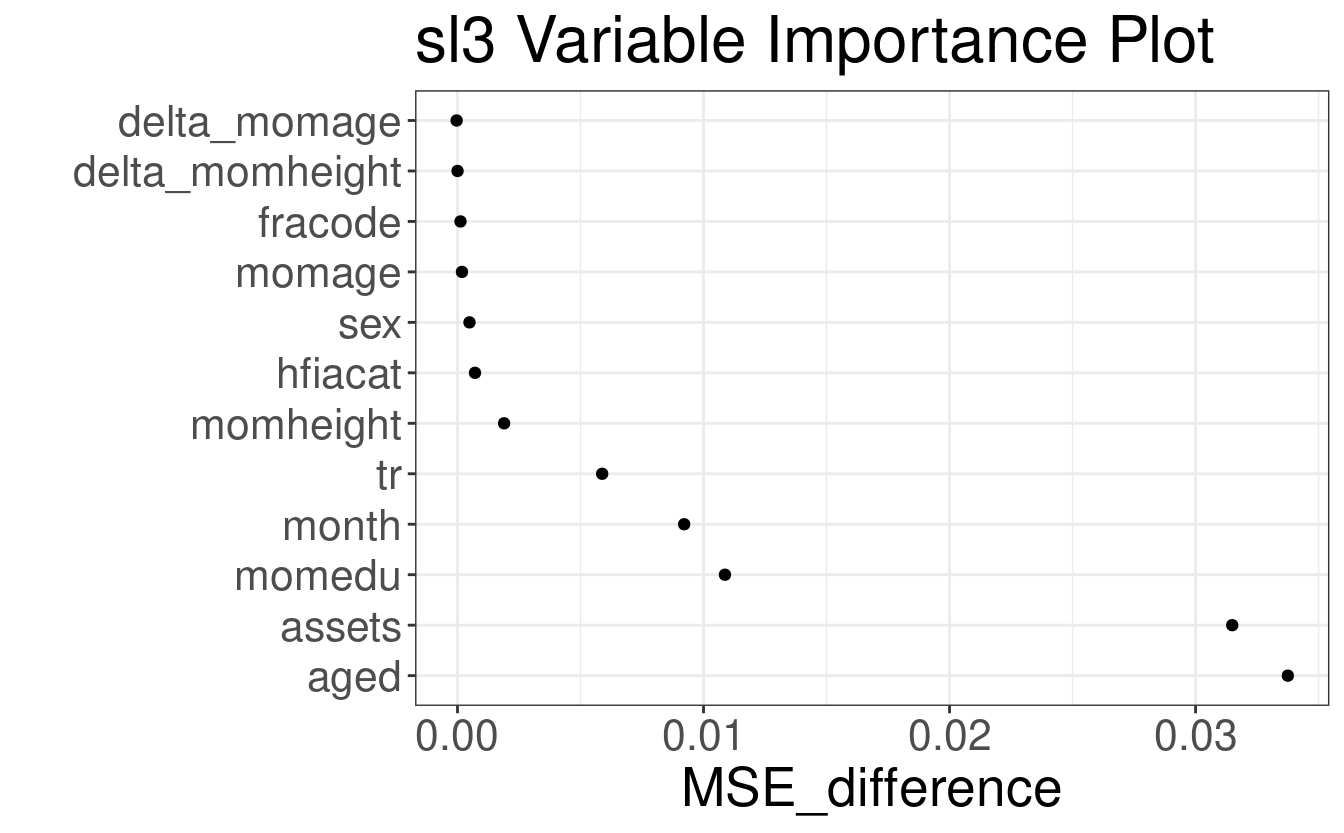 sl3 Variable Importance Plot
delta_momage
delta_momheight
fracode
momage
sex
hfiacat
momheight
tr
month
momedu
assets
aged
0.00 0.01 0.02 0.03
MSE_difference